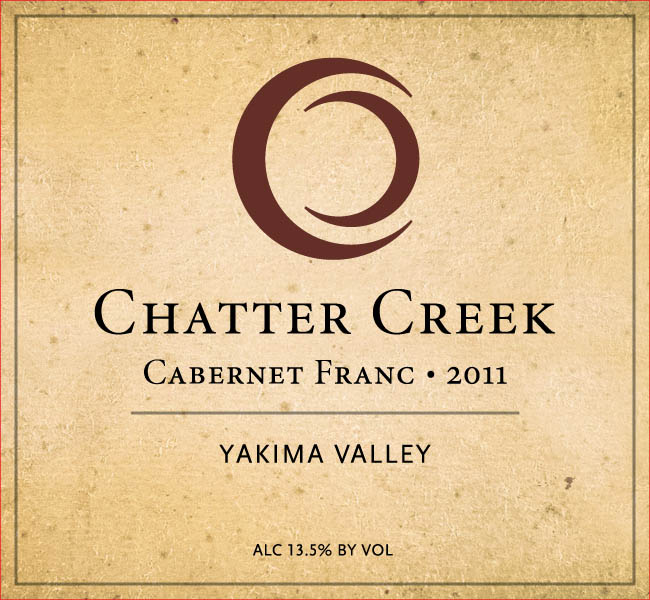 Chatter Creek
Cabernet Franc • 2011
YAKIMA VALLEY
ALC 13.5% BY VOL